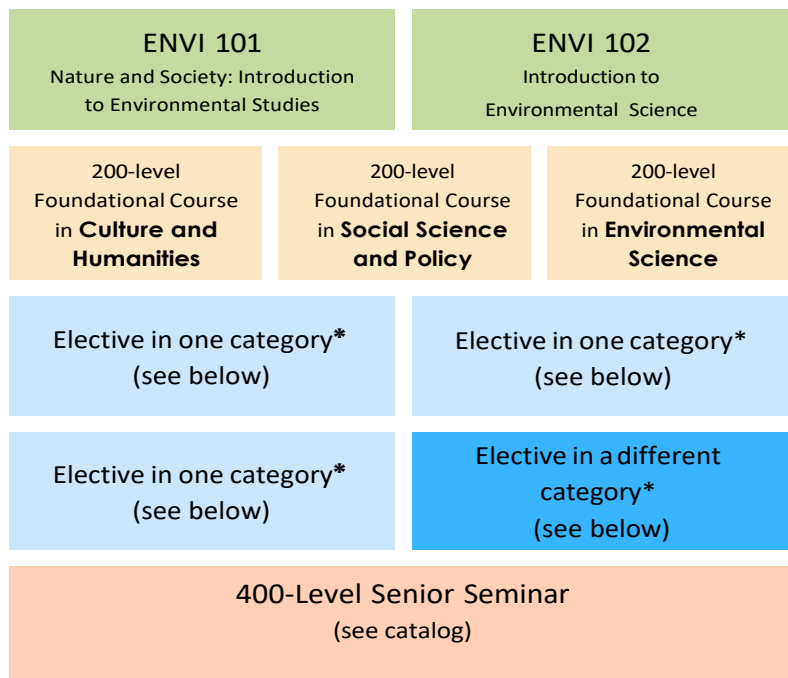 ENVI 101
Nature and Society: Introduction
to Environmental Studies
ENVI 102
Introduction to
Environmental Science
200-level
Foundational Course
in Culture and
Humanities
200-level
Foundational Course
in Social Science
and Policy
200-level
Foundational Course
in Environmental
Science
Elective in one category*
(see below)
Elective in one category*
(see below)
Elective in one category*
(see below)
Elective in a different
category*
(see below)
400-Level Senior Seminar
(see catalog)